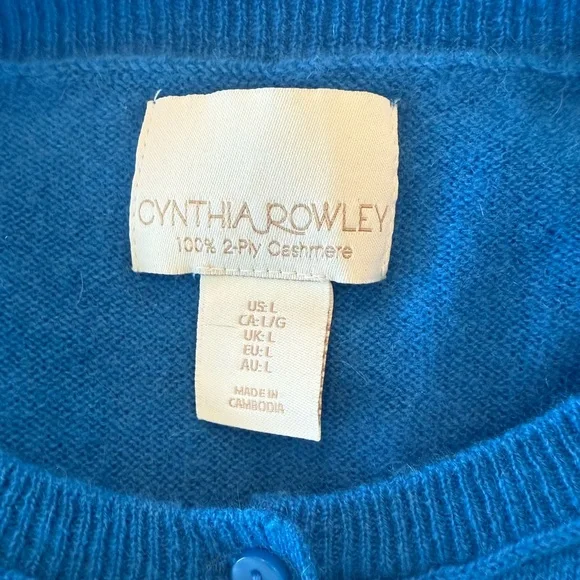 CYNTHIA ROWLEY
100% 2-Ply Cashmere
US: L
CA: L/G
UK: L
EU: L
AU: L
MADE IN
CAMBODIA